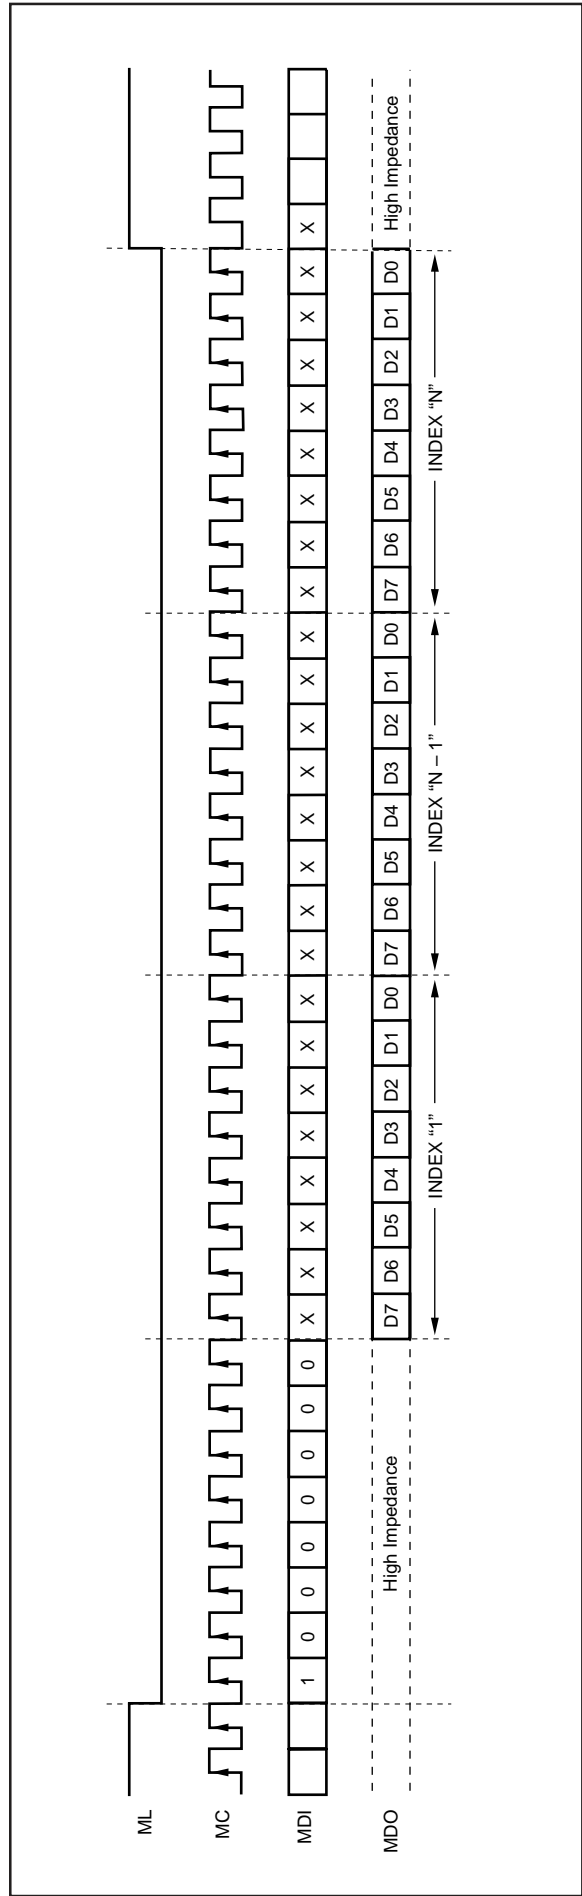 ML
MC
MDI 1 0 0 0 0 0 0 0 X X X X X X X X X X X X X X X X X X X X X X X X X
MDO High Impedance D7 D6 D5 D4 D3 D2 D1 D0 D7 D6 D5 D4 D3 D2 D1 D0 D7 D6 D5 D4 D3 D2 D1 D0 High Impedance
INDEX “1” INDEX “N – 1” INDEX “N”